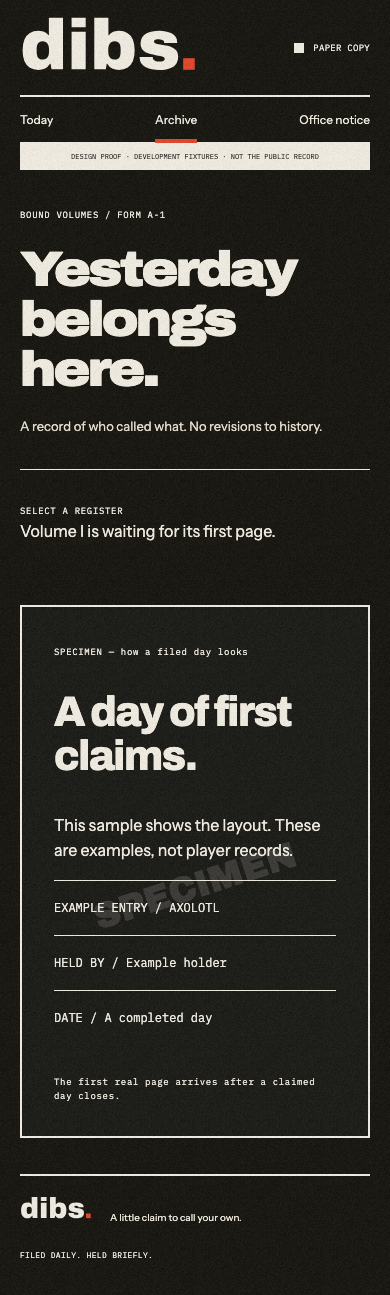 dibs.
PAPER COPY
Today
Archive
Office notice
DESIGN PROOF · DEVELOPMENT FIXTURES · NOT THE PUBLIC RECORD
BOUND VOLUMES / FORM A-1
Yesterday
belongs
here.
A record of who called what. No revisions to history.
SELECT A REGISTER
Volume I is waiting for its first page.
SPECIMEN — how a filed day looks
A day of first
claims.
This sample shows the layout. These
are examples, not player records.
SPECIMEN
EXAMPLE ENTRY / AXOLOTL
HELD BY / Example holder
DATE / A completed day
The first real page arrives after a claimed
day closes.
dibs.
A little claim to call your own.
FILED DAILY. HELD BRIEFLY.